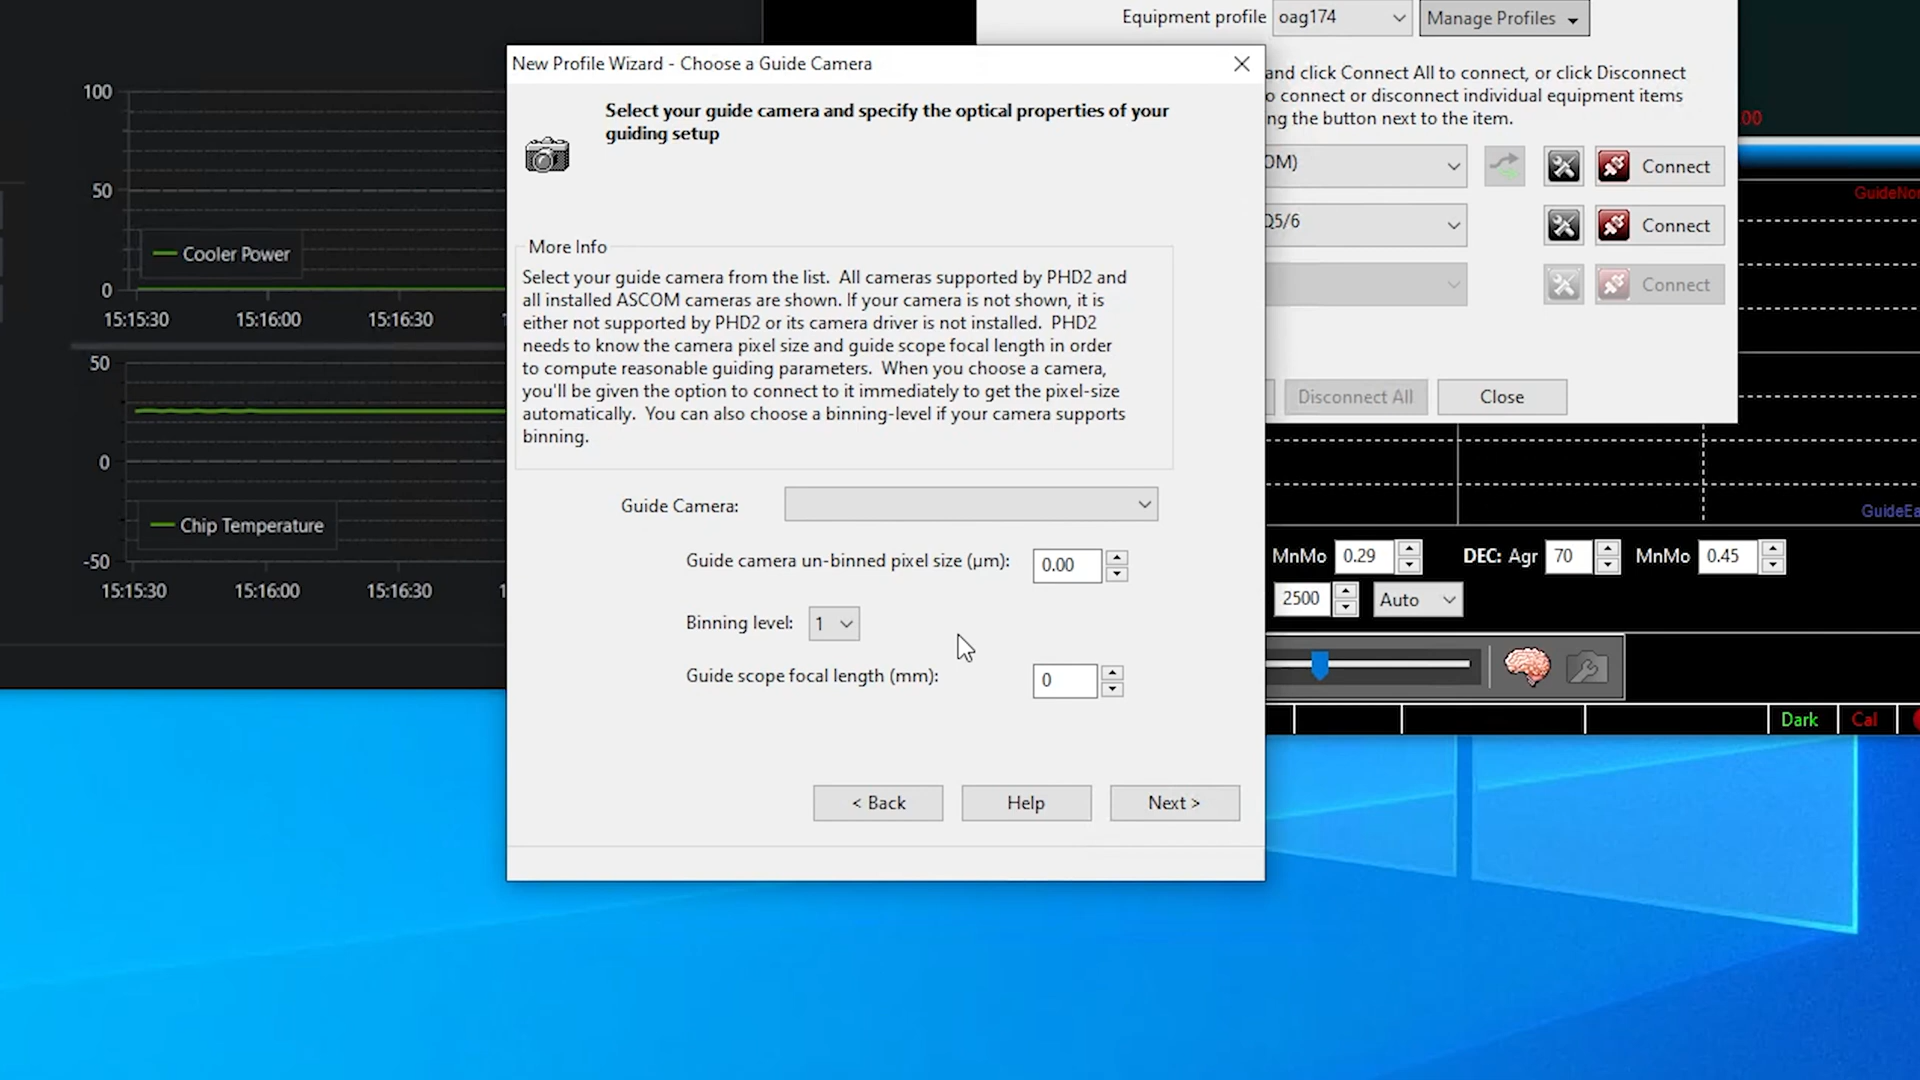 Equipment profile oag174 Manage Profiles
New Profile Wizard - Choose a Guide Camera
and click Connect All to connect, or click Disconnect
o connect or disconnect individual equipment items
ng the button next to the item.
Select your guide camera and specify the optical properties of your
guiding setup
00
OM) Connect
Q5/6 Connect
Connect
Disconnect All Close
GuideNor
GuideEa
100
50
0
Cooler Power
15:15:30 15:16:00 15:16:30
50
0
-50
Chip Temperature
15:15:30 15:16:00 15:16:30
More Info
Select your guide camera from the list. All cameras supported by PHD2 and
all installed ASCOM cameras are shown. If your camera is not shown, it is
either not supported by PHD2 or its camera driver is not installed. PHD2
needs to know the camera pixel size and guide scope focal length in order
to compute reasonable guiding parameters. When you choose a camera,
you'll be given the option to connect to it immediately to get the pixel-size
automatically. You can also choose a binning-level if your camera supports
binning.
Guide Camera:
Guide camera un-binned pixel size (µm): 0.00
Binning level: 1
Guide scope focal length (mm): 0
< Back Help Next >
MnMo 0.29 DEC: Agr 70 MnMo 0.45
2500 Auto
Dark Cal